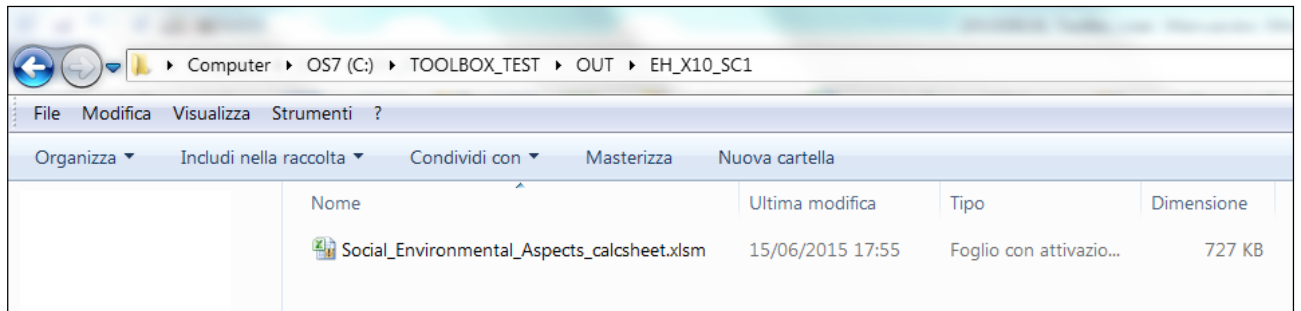 Computer OS7 (C:) TOOLBOX_TEST OUT EH_X10_SC1
File Modifica Visualizza Strumenti ?
Organizza Includi nella raccolta Condividi con Masterizza Nuova cartella
Nome Ultima modifica Tipo Dimensione
Social_Environmental_Aspects_calcsheet.xlsm 15/06/2015 17:55 Foglio con attivazio... 727 KB